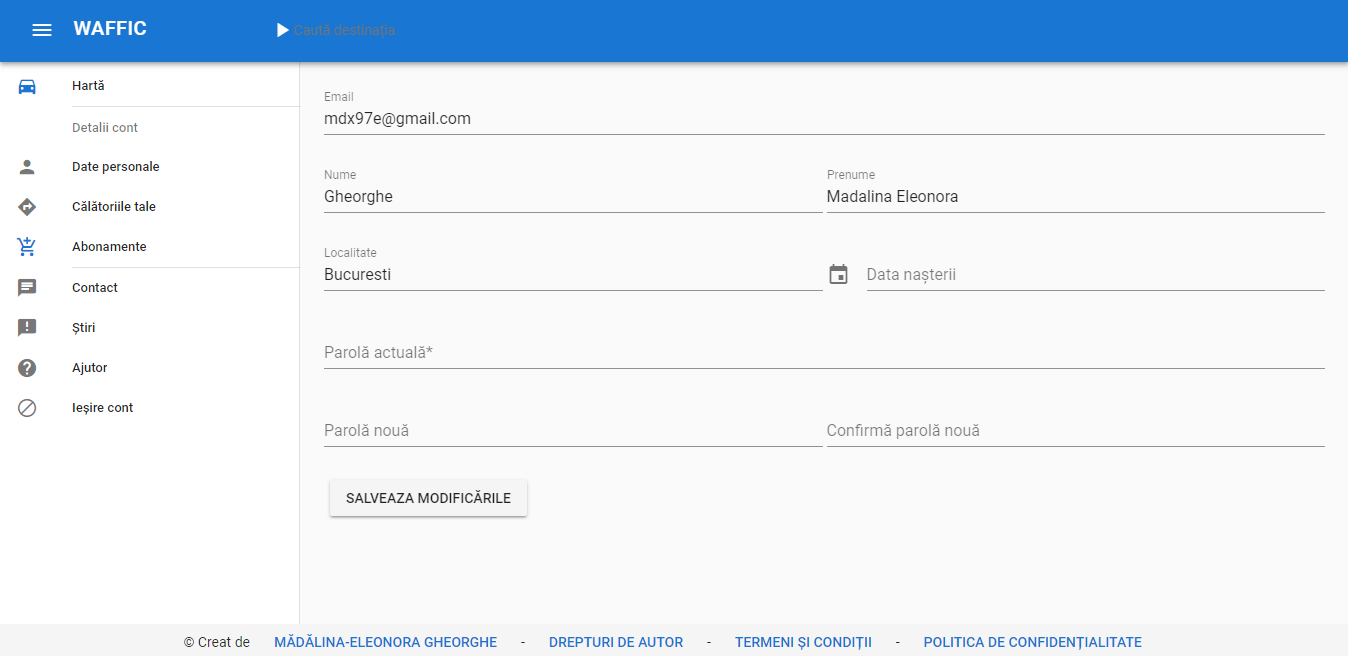 WAFFIC
Caută destinația
Hartă
Detalii cont
Date personale
Călătoriile tale
Abonamente
Contact
Știri
Ajutor
Ieșire cont
Email
mdx97e@gmail.com
Nume
Gheorghe
Prenume
Madalina Eleonora
Localitate
Bucuresti
Data nașterii
Parolă actuală*
Parolă nouă
Confirmă parolă nouă
SALVEAZA MODIFICĂRILE
© Creat de MĂDĂLINA-ELEONORA GHEORGHE - DREPTURI DE AUTOR - TERMENI ȘI CONDIȚII - POLITICA DE CONFIDENȚIALITATE